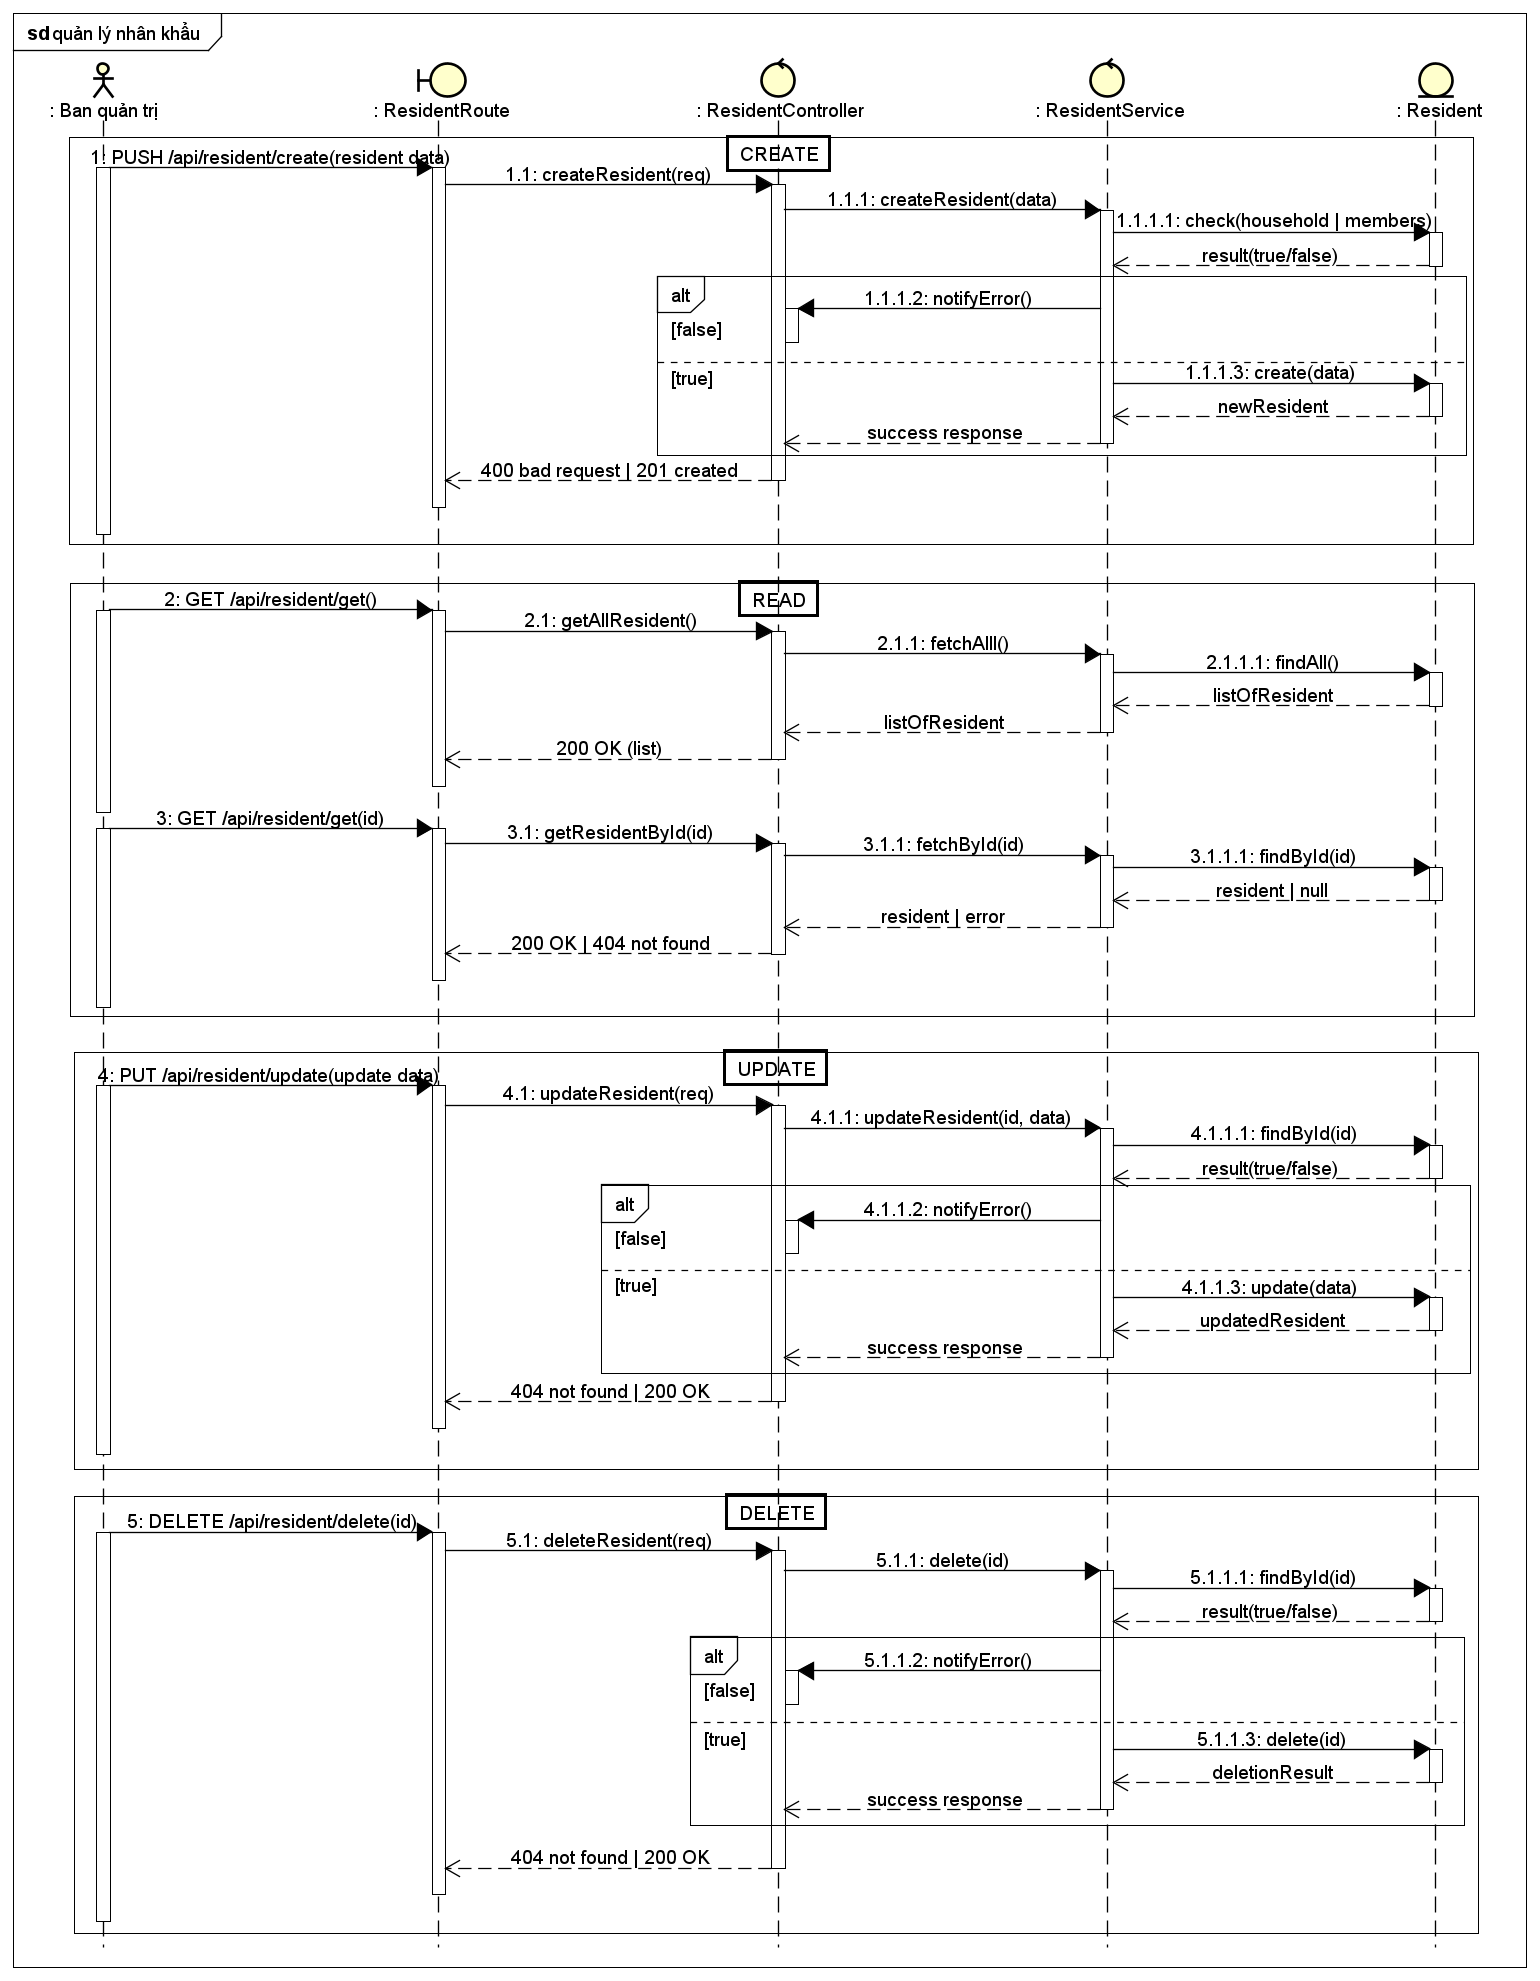 sd quản lý nhân khẩu
: Ban quản trị
: ResidentRoute
: ResidentController
: ResidentService
: Resident
CREATE
1: PUSH /api/resident/create(resident data)
1.1: createResident(req)
1.1.1: createResident(data)
1.1.1.1: check(household | members)
result(true/false)
alt
1.1.1.2: notifyError()
[false]
[true]
1.1.1.3: create(data)
newResident
success response
400 bad request | 201 created
READ
2: GET /api/resident/get()
2.1: getAllResident()
2.1.1: fetchAlll()
2.1.1.1: findAll()
listOfResident
listOfResident
200 OK (list)
3: GET /api/resident/get(id)
3.1: getResidentById(id)
3.1.1: fetchById(id)
3.1.1.1: findById(id)
resident | null
resident | error
200 OK | 404 not found
UPDATE
4: PUT /api/resident/update(update data)
4.1: updateResident(req)
4.1.1: updateResident(id, data)
4.1.1.1: findById(id)
result(true/false)
alt
4.1.1.2: notifyError()
[false]
[true]
4.1.1.3: update(data)
updatedResident
success response
404 not found | 200 OK
DELETE
5: DELETE /api/resident/delete(id)
5.1: deleteResident(req)
5.1.1: delete(id)
5.1.1.1: findById(id)
result(true/false)
alt
5.1.1.2: notifyError()
[false]
[true]
5.1.1.3: delete(id)
deletionResult
success response
404 not found | 200 OK